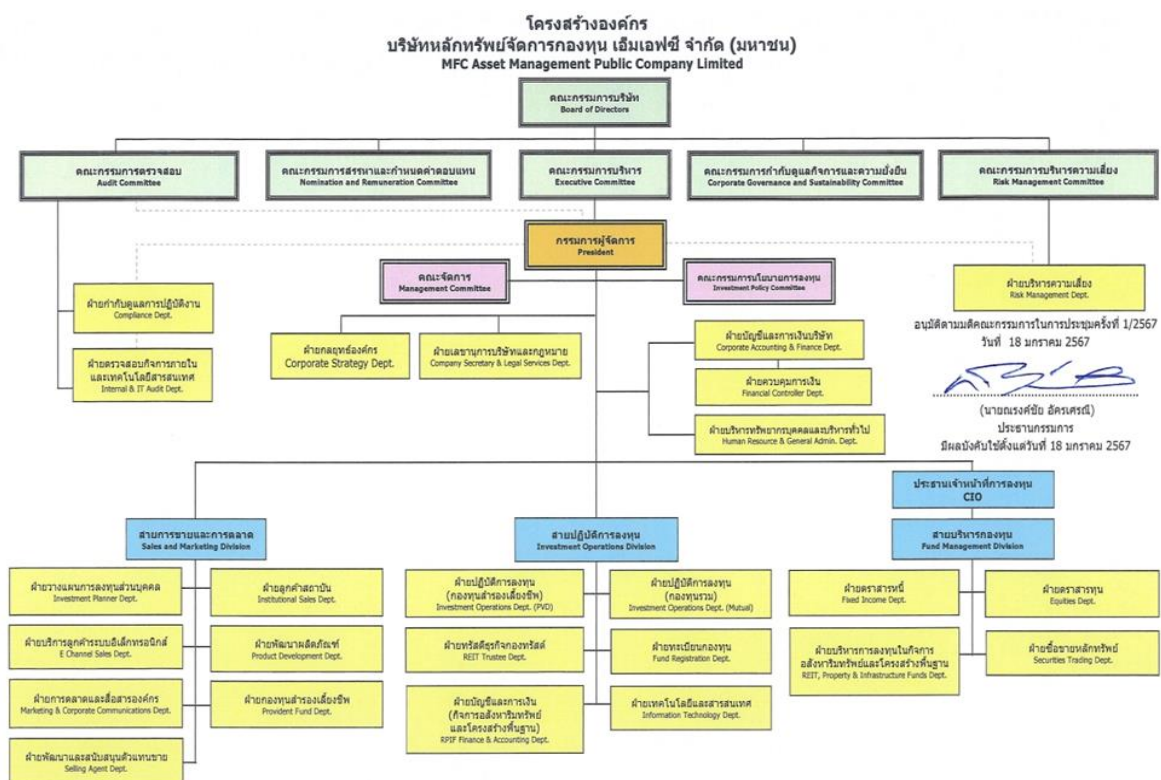 โครงสร้างองค์กร
บริษัทหลักทรัพย์จัดการกองทุน เอ็มเอฟซี จำกัด (มหาชน)
MFC Asset Management Public Company Limited
คณะกรรมการบริษัท
Board of Directors
คณะกรรมการตรวจสอบ
Audit Committee
คณะกรรมการสรรหาและกำหนดค่าตอบแทน
Nomination and Remuneration Committee
คณะกรรมการบริหาร
Executive Committee
คณะกรรมการกำกับดูแลกิจการและความยั่งยืน
Corporate Governance and Sustainability Committee
คณะกรรมการบริหารความเสี่ยง
Risk Management Committee
กรรมการผู้จัดการ
President
คณะจัดการ
Management Committee
คณะกรรมการนโยบายการลงทุน
Investment Policy Committee
ฝ่ายกำกับดูแลการปฏิบัติงาน
Compliance Dept.
ฝ่ายบริหารความเสี่ยง
Risk Management Dept.
อนุมัติตามมติคณะกรรมการในการประชุมครั้งที่ 1/2567
วันที่ 18 มกราคม 2567
(นายณรงค์ชัย อัครเศรณี)
ประธานกรรมการ
มีผลบังคับใช้ตั้งแต่วันที่ 18 มกราคม 2567
ฝ่ายตรวจสอบกิจการภายใน
และเทคโนโลยีสารสนเทศ
Internal & IT Audit Dept.
ฝ่ายกลยุทธ์องค์กร
Corporate Strategy Dept.
ฝ่ายเลขานุการบริษัทและกฎหมาย
Company Secretary & Legal Services Dept.
ฝ่ายบัญชีและการเงินบริษัท
Corporate Accounting & Finance Dept.
ฝ่ายควบคุมการเงิน
Financial Controller Dept.
ฝ่ายบริหารทรัพยากรบุคคลและบริหารทั่วไป
Human Resource & General Admin. Dept.
ประธานเจ้าหน้าที่การลงทุน
CIO
สายการขายและการตลาด
Sales and Marketing Division
สายปฏิบัติการลงทุน
Investment Operations Division
สายบริหารกองทุน
Fund Management Division
ฝ่ายวางแผนการลงทุนส่วนบุคคล
Investment Planner Dept.
ฝ่ายลูกค้าสถาบัน
Institutional Sales Dept.
ฝ่ายบริการลูกค้าระบบอิเล็กทรอนิกส์
E Channel Sales Dept.
ฝ่ายพัฒนาผลิตภัณฑ์
Product Development Dept.
ฝ่ายการตลาดและสื่อสารองค์กร
Marketing & Corporate Communications Dept.
ฝ่ายกองทุนสำรองเลี้ยงชีพ
Provident Fund Dept.
ฝ่ายพัฒนาและสนับสนุนตัวแทนขาย
Selling Agent Dept.
ฝ่ายปฏิบัติการลงทุน
(กองทุนสำรองเลี้ยงชีพ)
Investment Operations Dept. (PVD)
ฝ่ายปฏิบัติการลงทุน
(กองทุนรวม)
Investment Operations Dept. (Mutual)
ฝ่ายทรัสตีธุรกิจกองทรัสต์
REIT Trustee Dept.
ฝ่ายทะเบียนกองทุน
Fund Registration Dept.
ฝ่ายบัญชีและการเงิน
(กิจการอสังหาริมทรัพย์
และโครงสร้างพื้นฐาน)
RPIF Finance & Accounting Dept.
ฝ่ายเทคโนโลยีและสารสนเทศ
Information Technology Dept.
ฝ่ายตราสารหนี้
Fixed Income Dept.
ฝ่ายตราสารทุน
Equities Dept.
ฝ่ายบริหารการลงทุนในกิจการ
อสังหาริมทรัพย์และโครงสร้างพื้นฐาน
REIT, Property & Infrastructure Funds Dept.
ฝ่ายซื้อขายหลักทรัพย์
Securities Trading Dept.